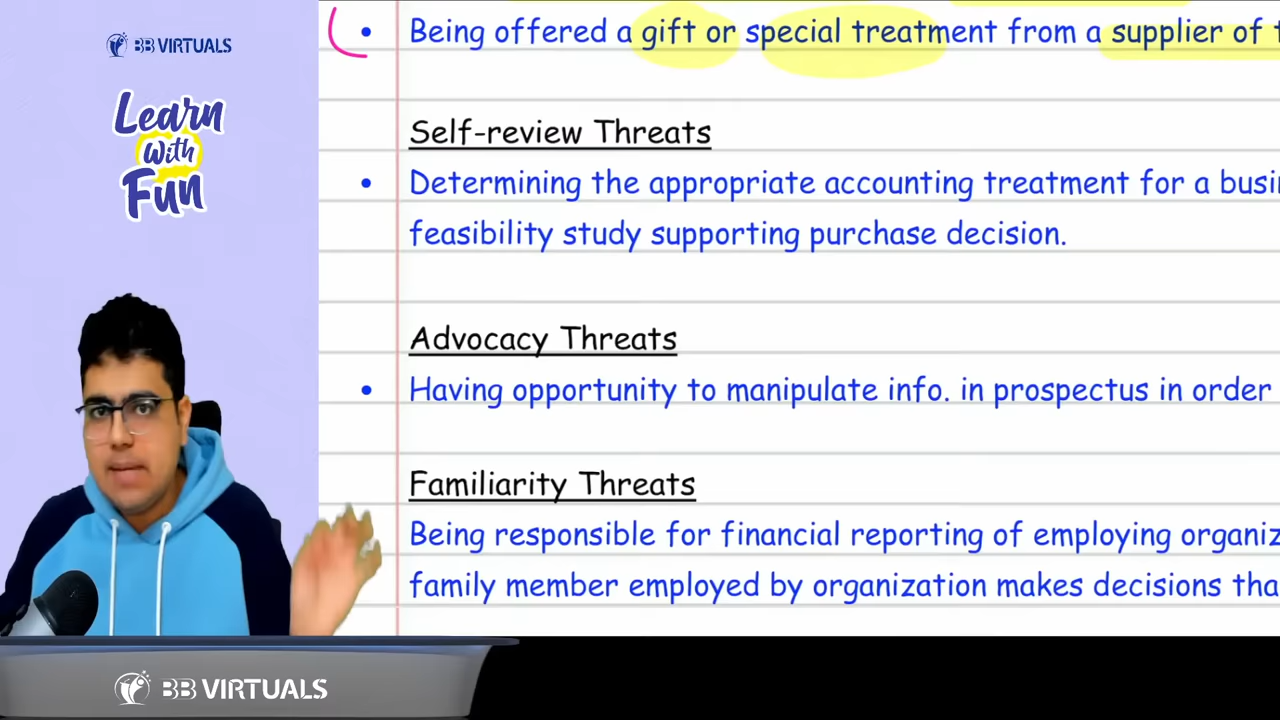 BB VIRTUALS
Learn
With
Fun
• Being offered a gift or special treatment from a supplier of
Self-review Threats
• Determining the appropriate accounting treatment for a
feasibility study supporting purchase decision.
Advocacy Threats
• Having opportunity to manipulate info. in prospectus in order
Familiarity Threats
Being responsible for financial reporting of employing
family member employed by organization makes decisions
BB VIRTUALS